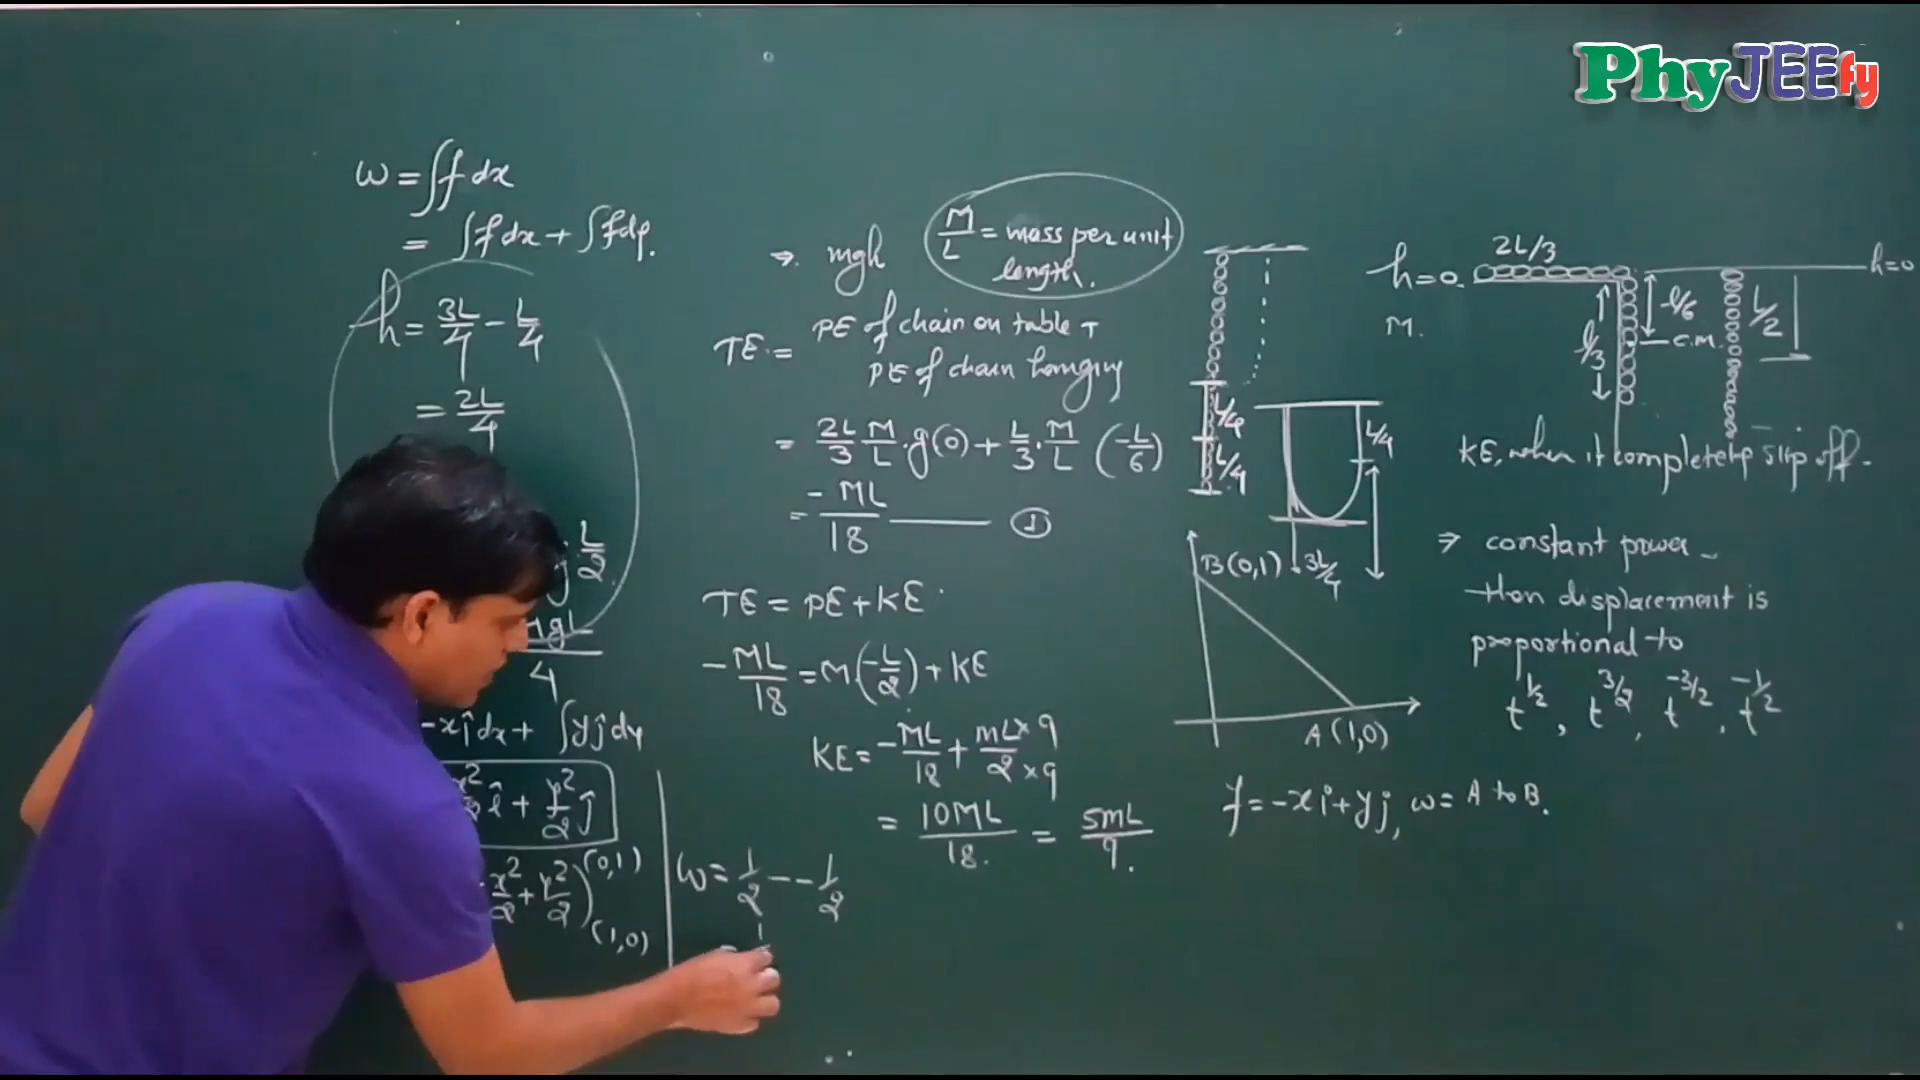 PhyJEEfy
W = ∫f dx
= ∫f dx + ∫f dy.
h = 3L/4 - L/4
= 2L/4
L/2
mgL/4
-xî dx + ∫yĵ dy
x²/2 î + y²/2 ĵ
x²/2 + y²/2) (0,1) (1,0)
W = 1/2 - - 1/2
=
⇒ mgh
M/L = mass per unit
length.
TE = PE of chain on table +
PE of chain hanging
= 2L/3 M/L · g(0) + L/3 · M/L (-L/6)
= -ML/18 ——— ①
TE = PE + KE
-ML/18 = M(-L/2) + KE
KE = -ML/18 + ML×9/2×9
= 10ML/18. = 5ML/9.
L/4
L/4
L/4
3L/4
B(0,1)
A(1,0)
f = -xi + yj, W = A to B.
2L/3
h=0.
h=0
M.
l/3
-l/6
C.M.
L/2
KE, when it completely slip off.
⇒ constant power -
Then displacement is
proportional to
t^1/2, t^3/2, t^-3/2, t^-1/2